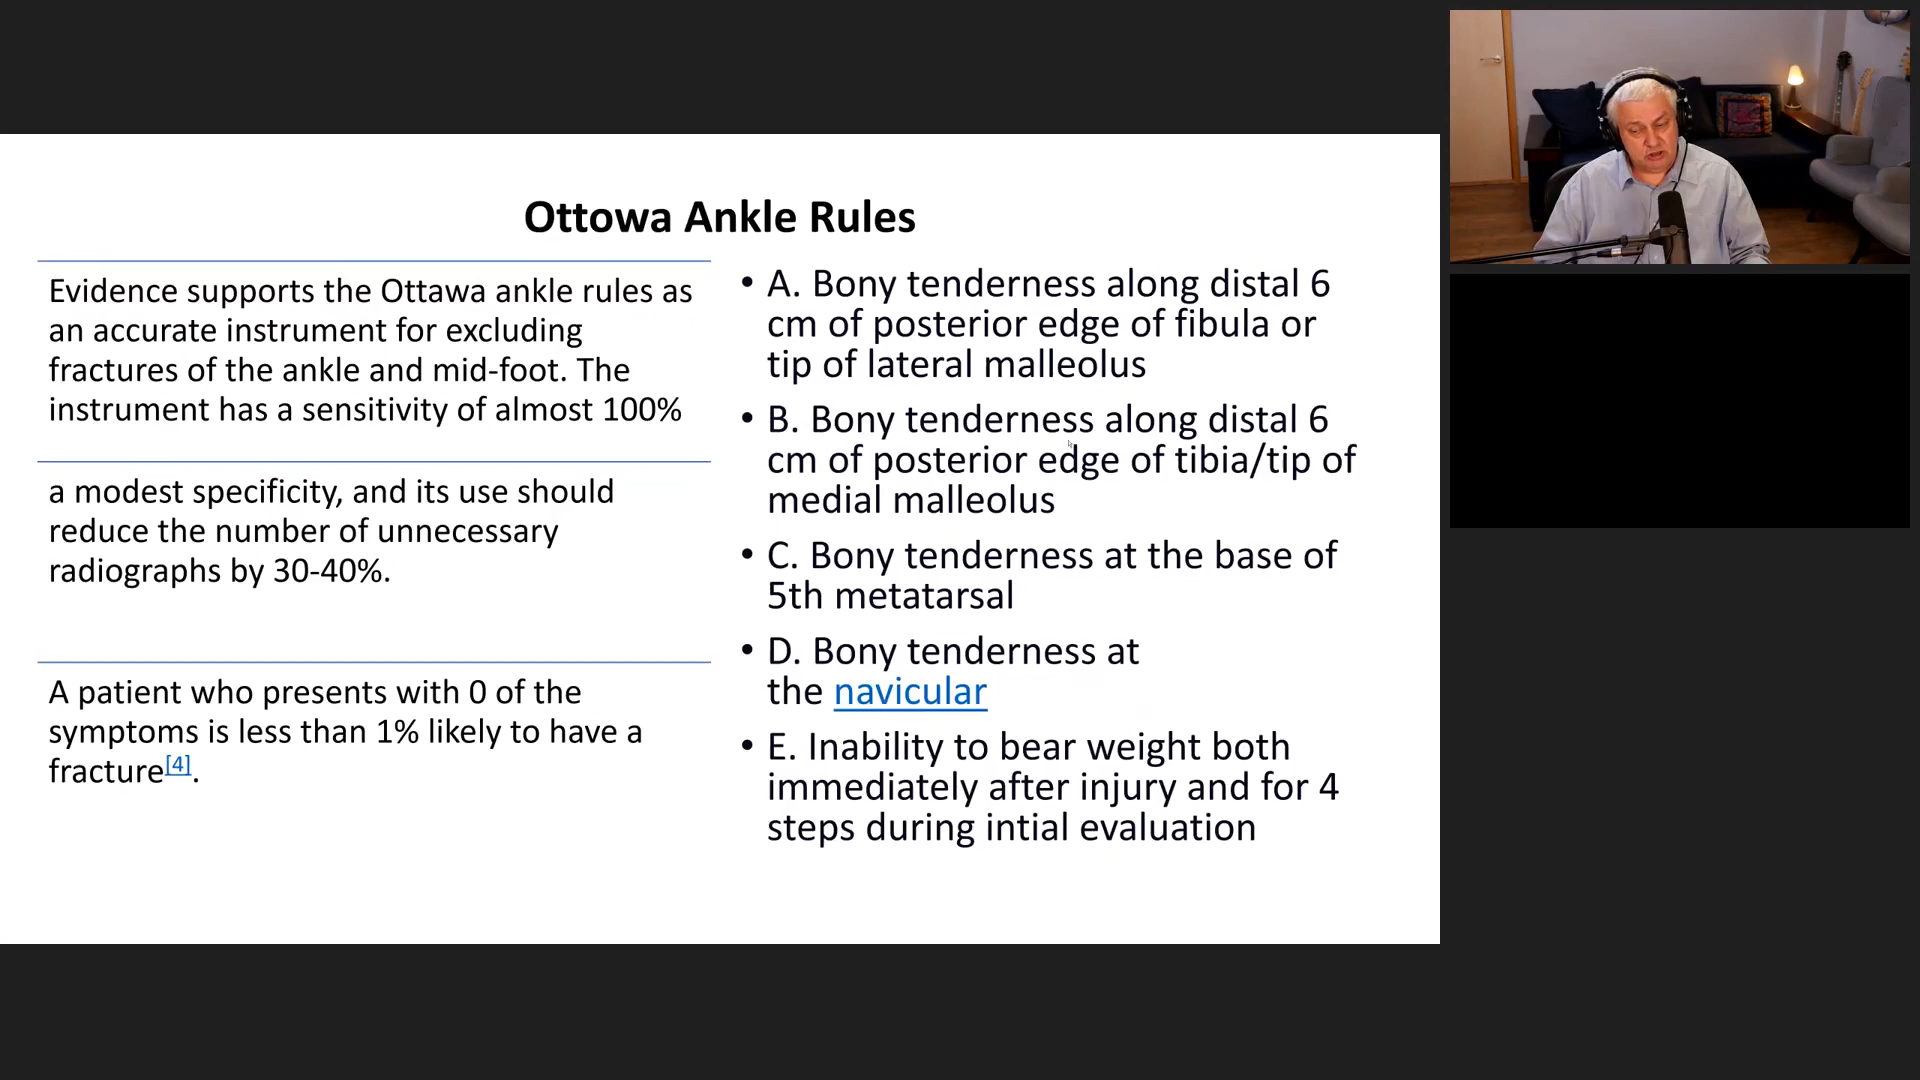 Ottowa Ankle Rules
Evidence supports the Ottawa ankle rules as
an accurate instrument for excluding
fractures of the ankle and mid-foot. The
instrument has a sensitivity of almost 100%
a modest specificity, and its use should
reduce the number of unnecessary
radiographs by 30-40%.
A patient who presents with 0 of the
symptoms is less than 1% likely to have a
fracture[4].
• A. Bony tenderness along distal 6
cm of posterior edge of fibula or
tip of lateral malleolus
• B. Bony tenderness along distal 6
cm of posterior edge of tibia/tip of
medial malleolus
• C. Bony tenderness at the base of
5th metatarsal
• D. Bony tenderness at
the navicular
• E. Inability to bear weight both
immediately after injury and for 4
steps during intial evaluation